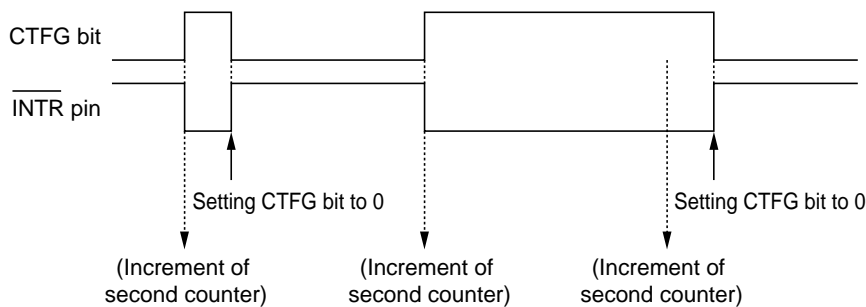 CTFG bit
INTR pin
Setting CTFG bit to 0
Setting CTFG bit to 0
(Increment of
second counter)
(Increment of
second counter)
(Increment of
second counter)